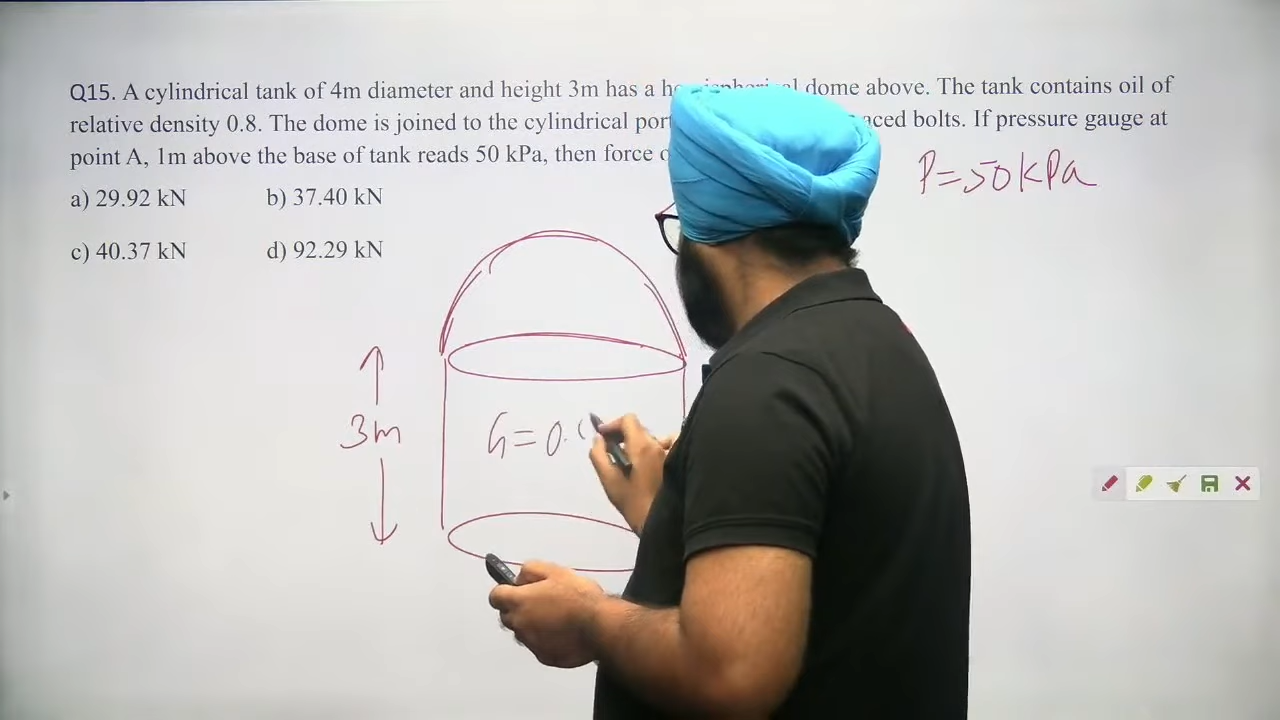 Q15. A cylindrical tank of 4m diameter and height 3m has a dome above. The tank contains oil of
relative density 0.8. The dome is joined to the cylindrical bolts. If pressure gauge at
point A, 1m above the base of tank reads 50 kPa, then force
P=50kPa
a) 29.92 kN b) 37.40 kN
c) 40.37 kN d) 92.29 kN
3m
G=0.